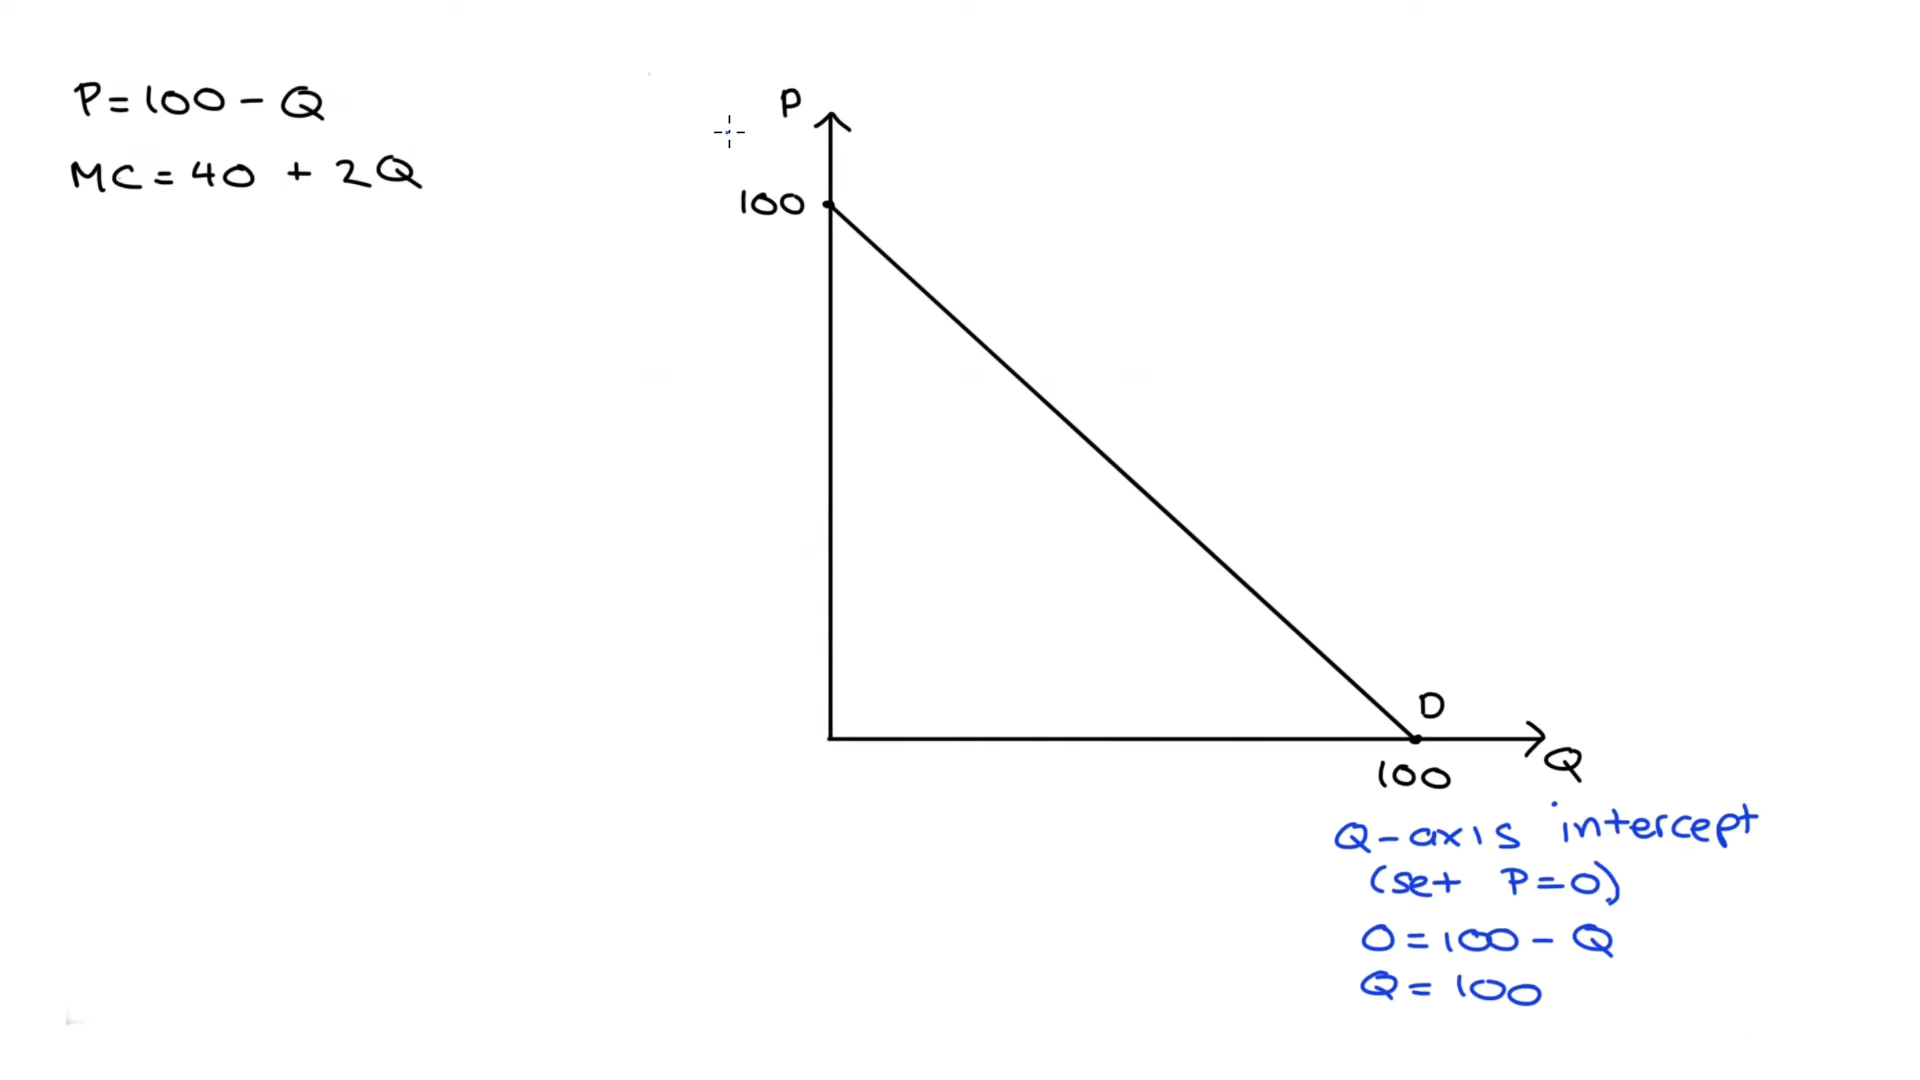 P = 100 - Q
MC = 40 + 2Q
P
100
D
100
Q
Q-axis intercept
(set P=0)
0 = 100 - Q
Q = 100